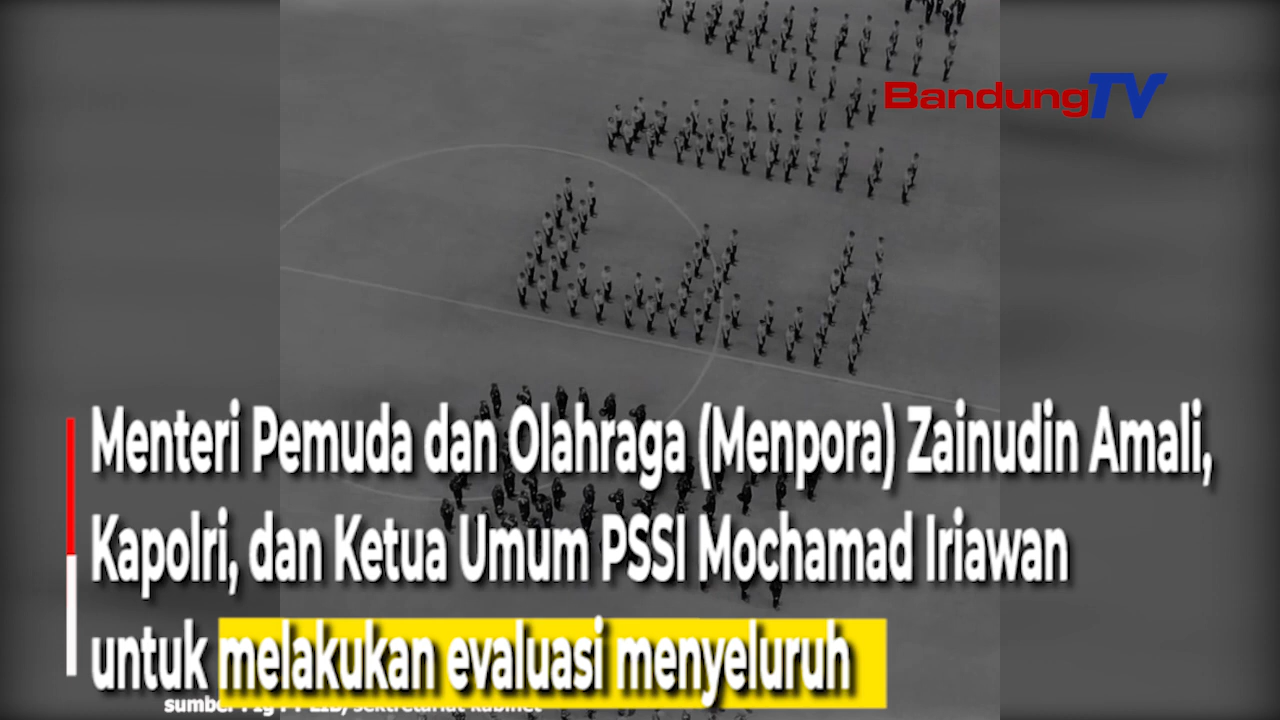 BandungTV
Menteri Pemuda dan Olahraga (Menpora) Zainudin Amali,
Kapolri, dan Ketua Umum PSSI Mochamad Iriawan
untuk melakukan evaluasi menyeluruh
kabinet